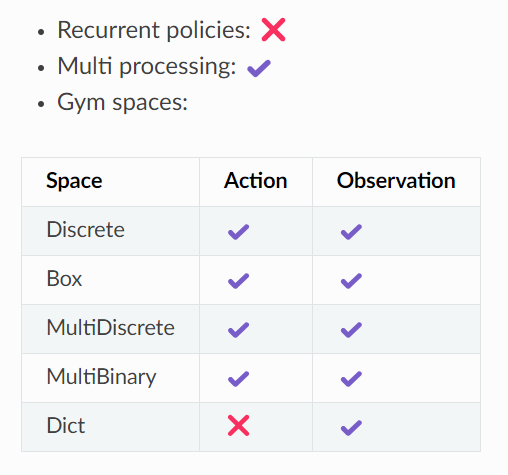 Recurrent policies: ❌
Multi processing: ✔
Gym spaces:
Space Action Observation
Discrete ✔ ✔
Box ✔ ✔
MultiDiscrete ✔ ✔
MultiBinary ✔ ✔
Dict ❌ ✔